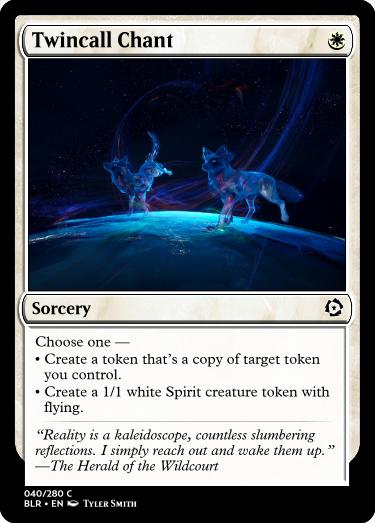 Twincall Chant
Sorcery
Choose one —
• Create a token that's a copy of target token
you control.
• Create a 1/1 white Spirit creature token with
flying.
“Reality is a kaleidoscope, countless slumbering
reflections. I simply reach out and wake them up.”
—The Herald of the Wildcourt
040/280 C
BLR • EN Tyler Smith